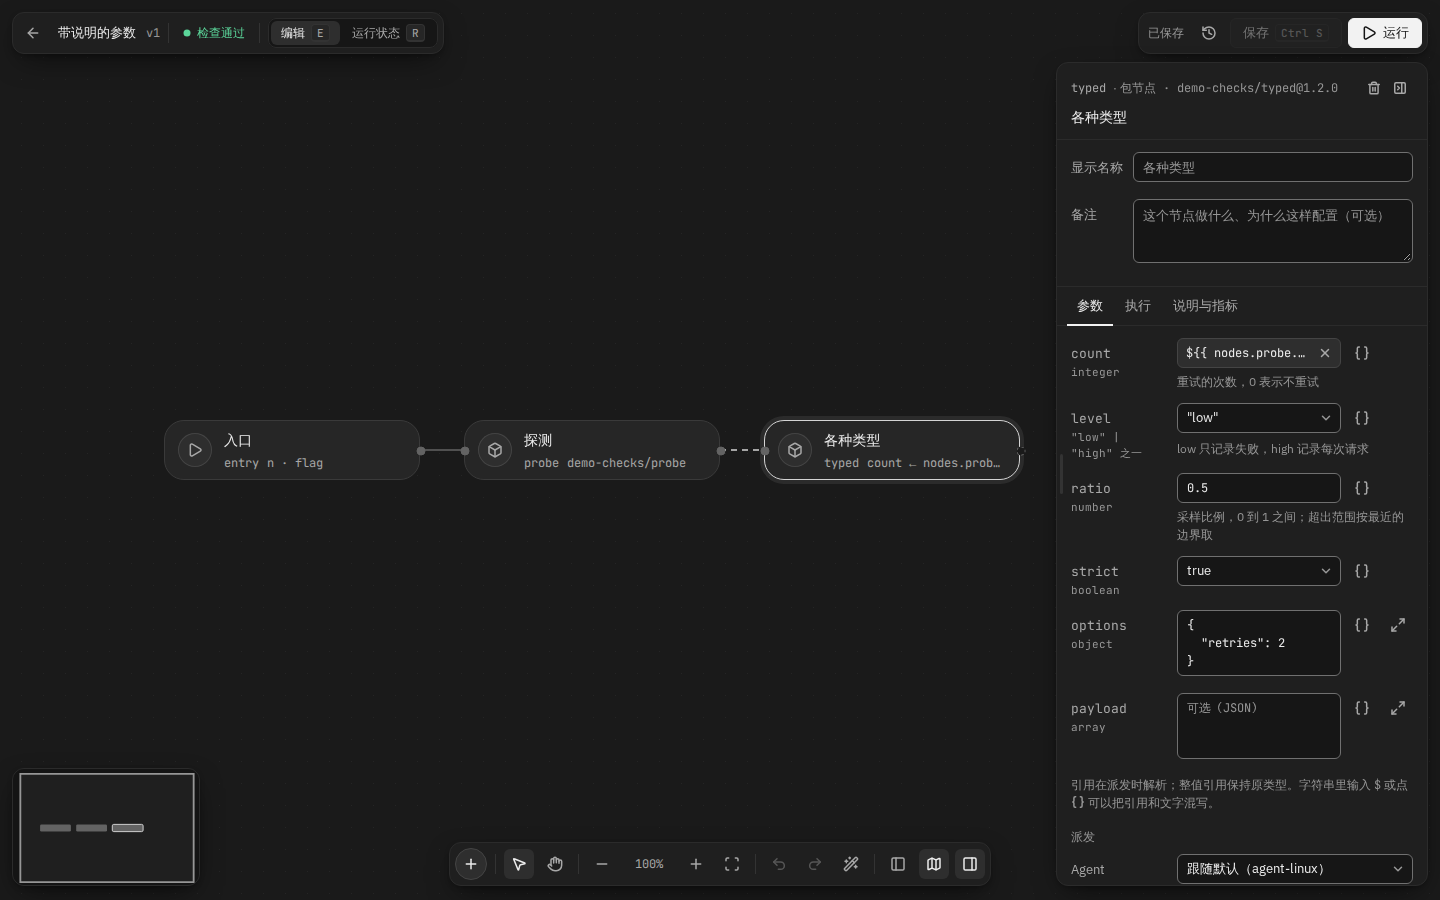 带说明的参数 v1 检查通过 编辑 E 运行状态 R
已保存 保存 Ctrl S 运行
typed · 包节点 · demo-checks/typed@1.2.0
各种类型
显示名称 各种类型
备注 这个节点做什么、为什么这样配置（可选）
参数 执行 说明与指标
count ${{ nodes.probe.…
integer 重试的次数，0 表示不重试
level "low"
"low" |
"high" 之一
low 只记录失败，high 记录每次请求
ratio 0.5
number
采样比例，0 到 1 之间；超出范围按最近的
边界取
strict true
boolean
options
object
{
"retries": 2
}
payload 可选 (JSON)
array
引用在派发时解析；整值引用保持原类型。字符串里输入 $ 或点
{} 可以把引用和文字混写。
派发
Agent 跟随默认（agent-linux）
入口
entry n · flag
探测
probe demo-checks/probe
各种类型
typed count ← nodes.prob…
100%